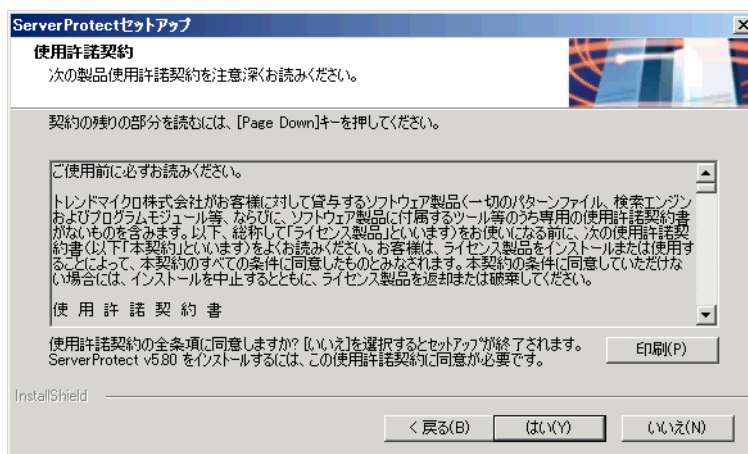 ServerProtectセットアップ
使用許諾契約
次の製品使用許諾契約を注意深くお読みください。
契約の残りの部分を読むには、[Page Down]キーを押してください。
ご使用前に必ずお読みください。
トレンドマイクロ株式会社がお客様に対して貸与するソフトウェア製品(一切のパターンファイル、検索エンジン
およびプログラムモジュール等、ならびに、ソフトウェア製品に付属するツール等のうち専用の使用許諾契約書
がないものを含みます。以下、総称して「ライセンス製品」といいます)をお使いになる前に、次の使用許諾契
約書(以下「本契約」といいます)をよくお読みください。お客様は、ライセンス製品をインストールまたは使用す
ることによって、本契約のすべての条件に同意したものとみなされます。本契約の条件に同意していただけな
い場合には、インストールを中止するとともに、ライセンス製品を返却または破棄してください。
使 用 許 諾 契 約 書
使用許諾契約の全条項に同意しますか? [いいえ]を選択するとセットアップが終了されます。
ServerProtect v5.80 をインストールするには、この使用許諾契約に同意が必要です。
印刷(P)
InstallShield
< 戻る(B)
はい(Y)
いいえ(N)